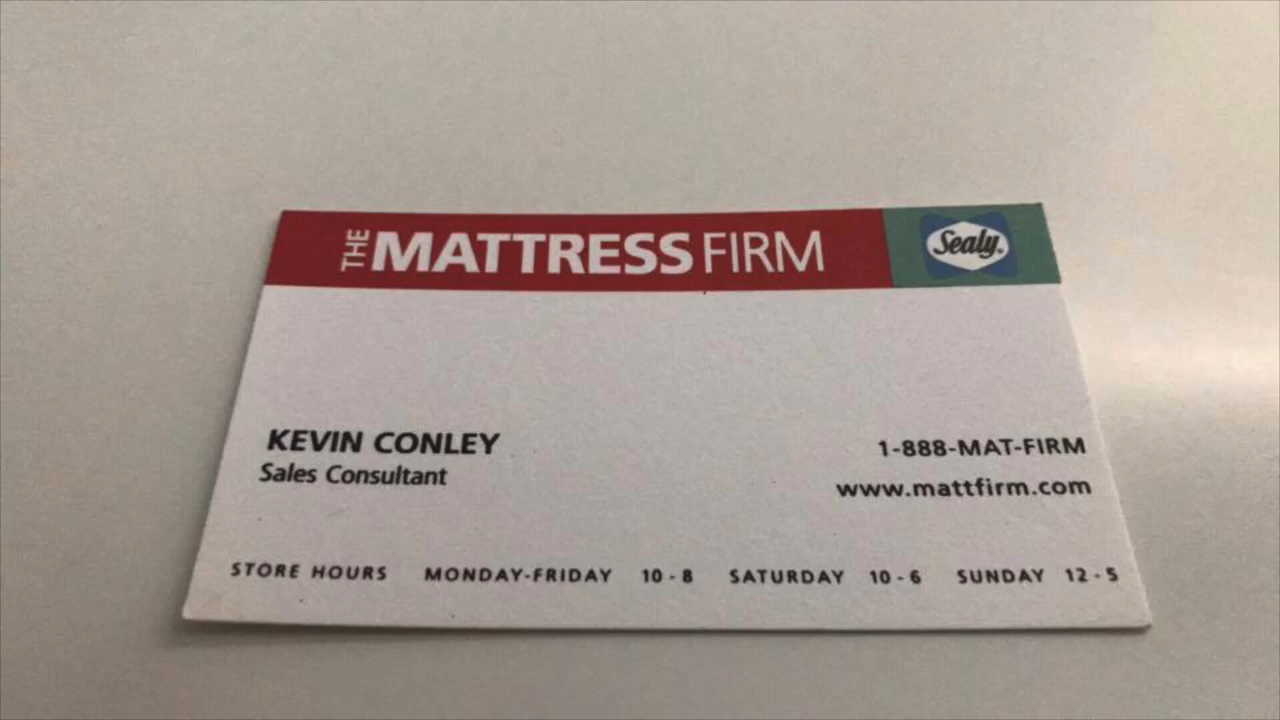 THE MATTRESS FIRM
Sealy
KEVIN CONLEY
Sales Consultant
1-888-MAT-FIRM
www.mattfirm.com
STORE HOURS MONDAY-FRIDAY 10 - 8 SATURDAY 10 - 6 SUNDAY 12 - 5